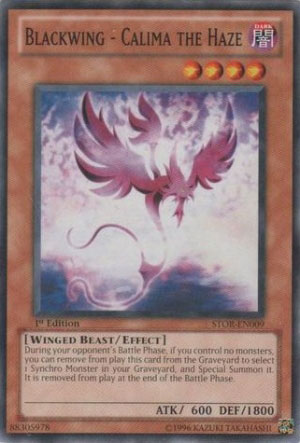 BLACKWING - CALIMA THE HAZE
DARK
闇
1st Edition
STOR-EN009
[WINGED BEAST/EFFECT]
During your opponent's Battle Phase, if you control no monsters,
you can remove from play this card from the Graveyard to select
1 Synchro Monster in your Graveyard, and Special Summon it.
It is removed from play at the end of the Battle Phase.
ATK/ 600 DEF/1800
©1996 KAZUKI TAKAHASHI